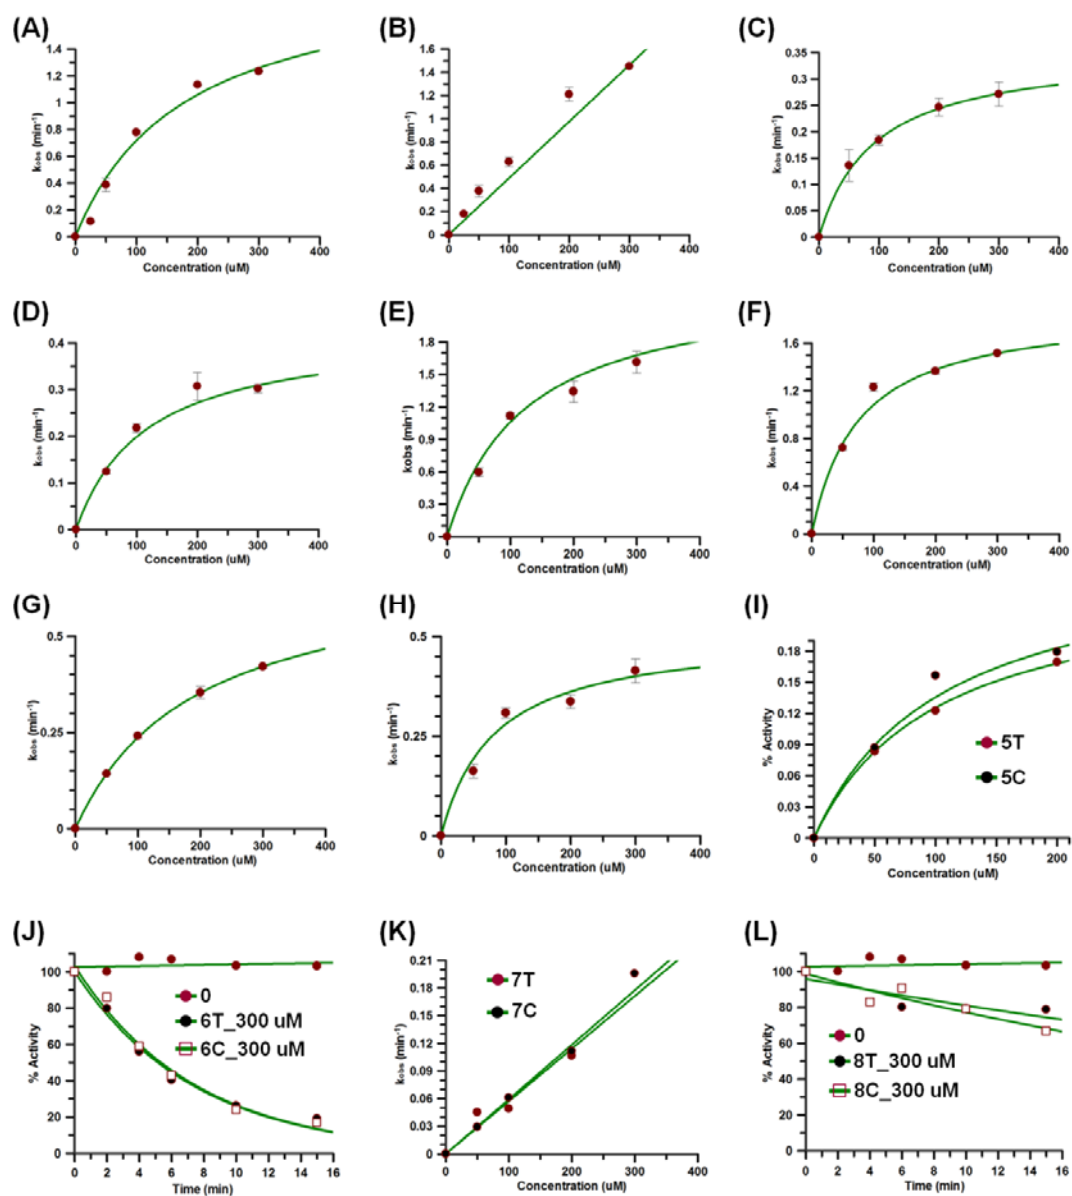 (A)
1.4
1.2
1
0.8
0.6
0.4
0.2
0
kobs (min⁻¹)
0 100 200 300 400
Concentration (uM)
(B)
1.6
1.4
1.2
1
0.8
0.6
0.4
0.2
0
kobs (min⁻¹)
0 100 200 300 400
Concentration (uM)
(C)
0.35
0.3
0.25
0.2
0.15
0.1
0.05
0
kobs (min⁻¹)
0 100 200 300 400
Concentration (uM)
(D)
0.4
0.3
0.2
0.1
0
kobs (min⁻¹)
0 100 200 300 400
Concentration (uM)
(E)
1.8
1.5
1.2
0.9
0.6
0.3
0
kobs (min⁻¹)
0 100 200 300 400
Concentration (uM)
(F)
1.6
1.2
0.8
0.4
0
kobs (min⁻¹)
0 100 200 300 400
Concentration (uM)
(G)
0.5
0.25
0
kobs (min⁻¹)
0 100 200 300 400
Concentration (uM)
(H)
0.5
0.25
0
kobs (min⁻¹)
0 100 200 300 400
Concentration (uM)
(I)
0.18
0.15
0.12
0.09
0.06
0.03
0
% Activity
5T
5C
0 50 100 150 200
Concentration (uM)
(J)
100
80
60
40
20
0
% Activity
0
6T_300 uM
6C_300 uM
0 2 4 6 8 10 12 14 16
Time (min)
(K)
0.21
0.18
0.15
0.12
0.09
0.06
0.03
0
kobs (min⁻¹)
7T
7C
0 100 200 300 400
Concentration (uM)
(L)
100
80
60
40
20
0
% Activity
0
8T_300 uM
8C_300 uM
0 2 4 6 8 10 12 14 16
Time (min)